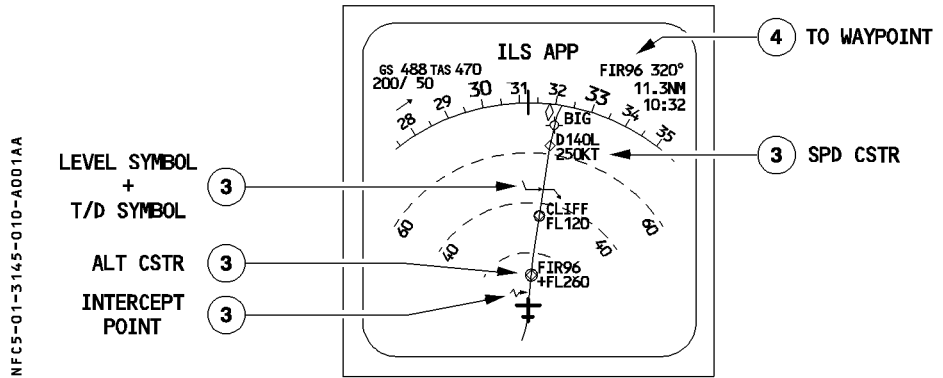 ILS APP
4 TO WAYPOINT
GS 488 TAS 470
200/ 50
FIR96 320°
11.3NM
10:32
28 29 30 31 32 33 34 35
BIG
D140L
250KT
3 SPD CSTR
LEVEL SYMBOL
+
T/D SYMBOL
3
CLIFF
FL120
60 40 40 60
ALT CSTR 3
FIR96
+FL260
INTERCEPT
POINT
3
NFC5-01-3145-010-A001AA